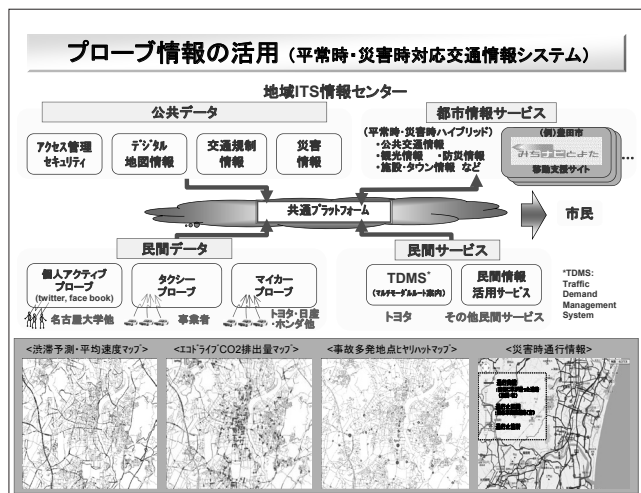 プローブ情報の活用（平常時・災害時対応交通情報システム）
地域ITS情報センター
公共データ
アクセス管理
セキュリティ
デジタル
地図情報
交通規制
情報
災害
情報
都市情報サービス
（平常時・災害時ハイブリッド）
・公共交通情報
・観光情報　・防災情報
・施設・タウン情報 など
（例）豊田市
みちナビとよた
移動支援サイト
…
共通プラットフォーム
市民
民間データ
個人アクティブ
プローブ
(twitter, face book)
名古屋大学他
タクシー
プローブ
事業者
マイカー
プローブ
トヨタ・日産
・ホンダ他
民間サービス
TDMS*
（マルチモーダルルート案内）
トヨタ
民間情報
活用サービス
その他民間サービス
*TDMS:
Traffic
Demand
Management
System
<渋滞予測・平均速度マップ>
<エコドライブCO2排出量マップ>
<事故多発地点ヒヤリハットマップ>
<災害時通行情報>